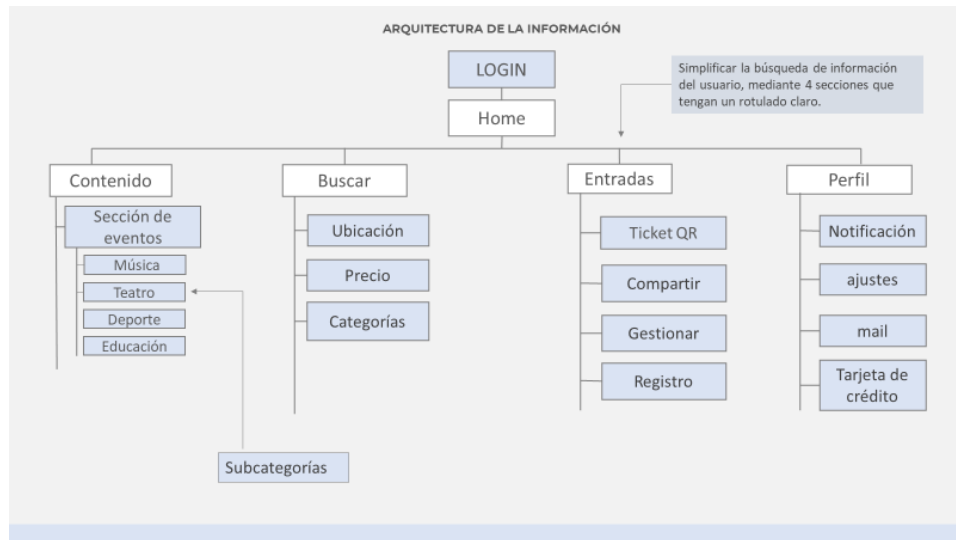 ARQUITECTURA DE LA INFORMACIÓN
LOGIN
Simplificar la búsqueda de información
del usuario, mediante 4 secciones que
tengan un rotulado claro.
Home
Contenido
Buscar
Entradas
Perfil
Sección de
eventos
Música
Teatro
Deporte
Educación
Ubicación
Precio
Categorías
Ticket QR
Compartir
Gestionar
Registro
Notificación
ajustes
mail
Tarjeta de
crédito
Subcategorías